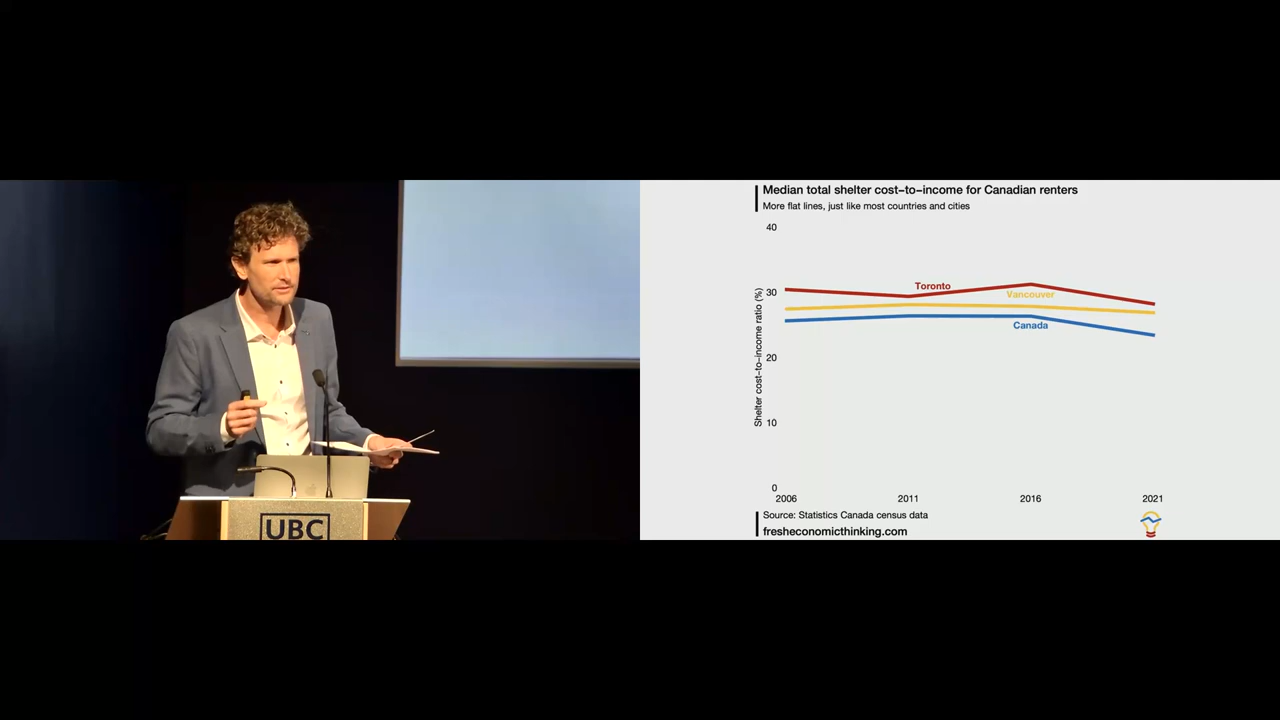 UBC
Median total shelter cost-to-income for Canadian renters
More flat lines, just like most countries and cities
40
30
20
10
0
Shelter cost-to-income ratio (%)
Toronto
Vancouver
Canada
2006 2011 2016 2021
Source: Statistics Canada census data
fresheconomicthinking.com